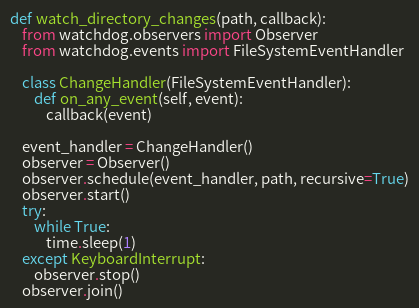 def watch_directory_changes(path, callback):
    from watchdog.observers import Observer
    from watchdog.events import FileSystemEventHandler

    class ChangeHandler(FileSystemEventHandler):
        def on_any_event(self, event):
            callback(event)

    event_handler = ChangeHandler()
    observer = Observer()
    observer.schedule(event_handler, path, recursive=True)
    observer.start()
    try:
        while True:
            time.sleep(1)
    except KeyboardInterrupt:
        observer.stop()
    observer.join()